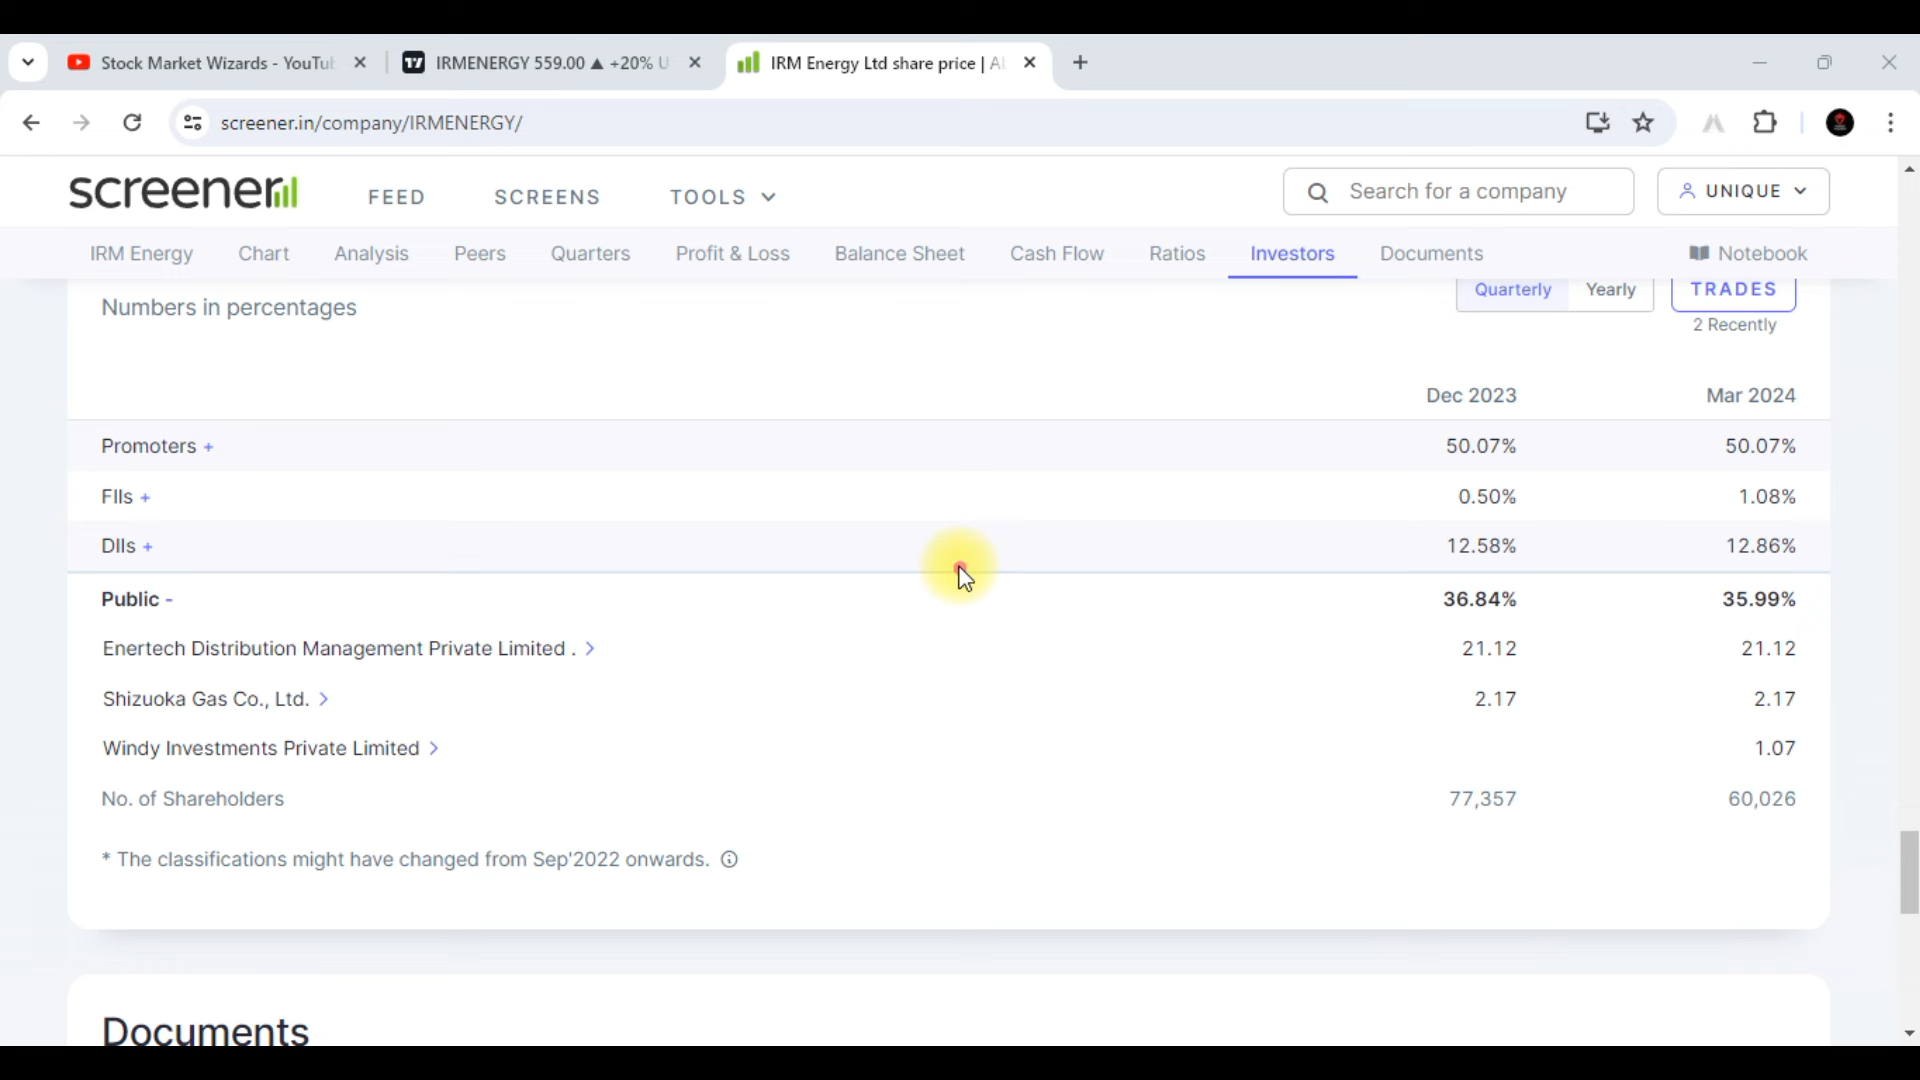 Stock Market Wizards - YouTu
IRMENERGY 559.00 ▲ +20% U
IRM Energy Ltd share price | A
screener.in/company/IRMENERGY/
screener
FEED
SCREENS
TOOLS
Search for a company
UNIQUE
IRM Energy
Chart
Analysis
Peers
Quarters
Profit & Loss
Balance Sheet
Cash Flow
Ratios
Investors
Documents
Notebook
Numbers in percentages
Quarterly
Yearly
TRADES
2 Recently
Dec 2023 Mar 2024
Promoters + 50.07% 50.07%
FIIs + 0.50% 1.08%
DIIs + 12.58% 12.86%
Public - 36.84% 35.99%
Enertech Distribution Management Private Limited . > 21.12 21.12
Shizuoka Gas Co., Ltd. > 2.17 2.17
Windy Investments Private Limited > 1.07
No. of Shareholders 77,357 60,026
* The classifications might have changed from Sep'2022 onwards.
Documents